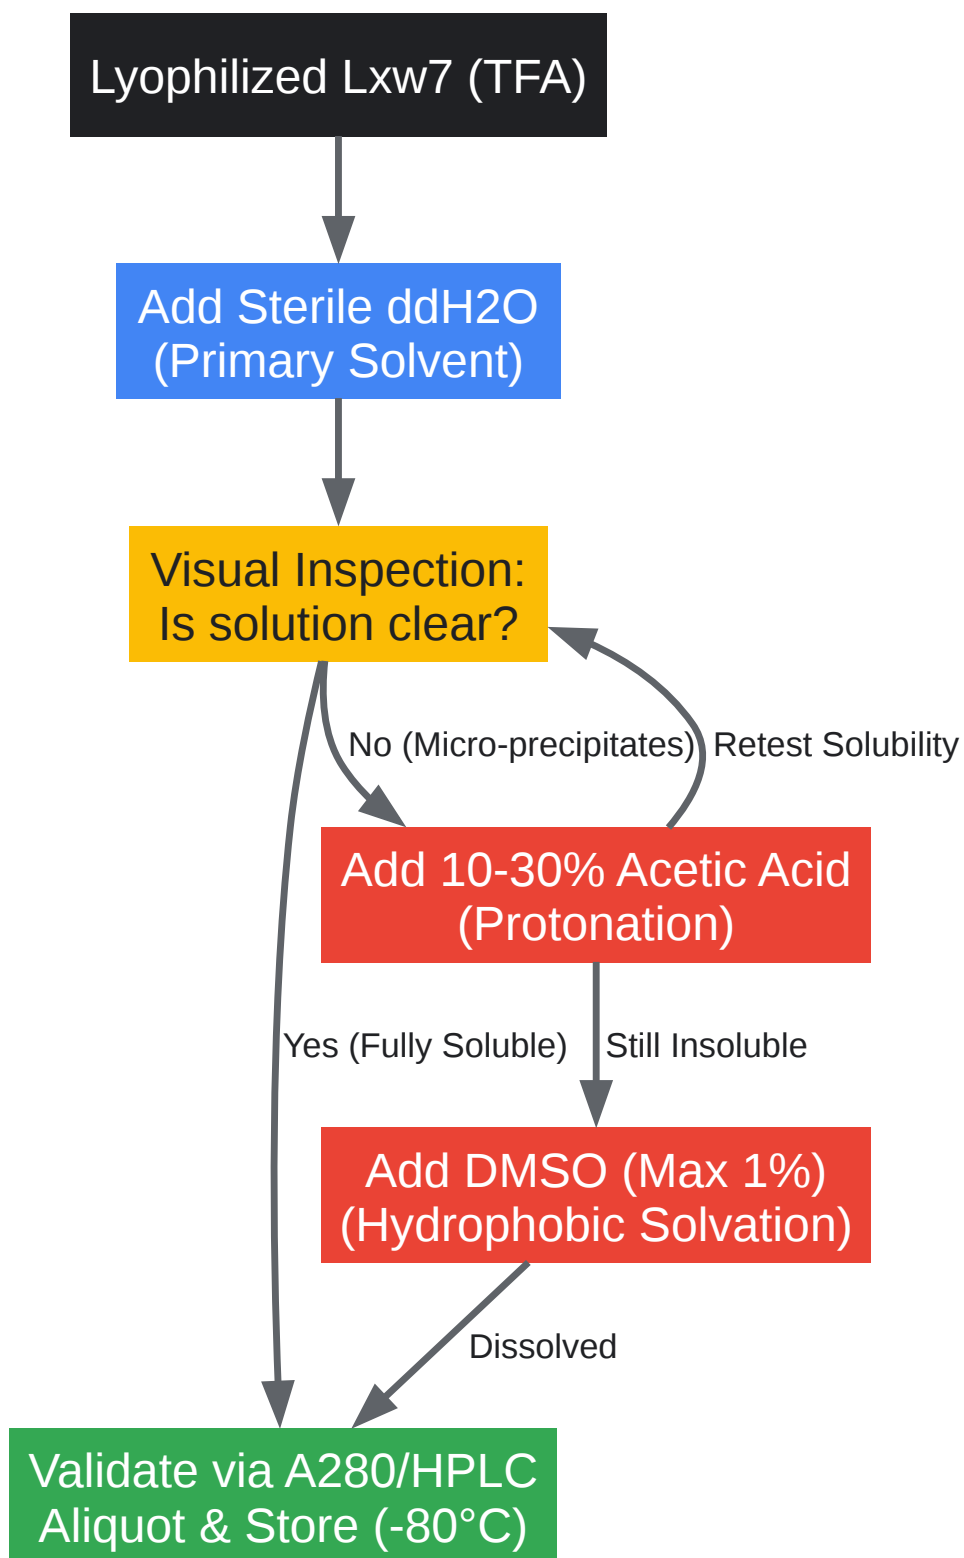 Lyophilized Lxw7 (TFA)
Add Sterile ddH2O
(Primary Solvent)
Visual Inspection:
Is solution clear?
No (Micro-precipitates)
Retest Solubility
Add 10-30% Acetic Acid
(Protonation)
Yes (Fully Soluble)
Still Insoluble
Add DMSO (Max 1%)
(Hydrophobic Solvation)
Dissolved
Validate via A280/HPLC
Aliquot & Store (-80°C)